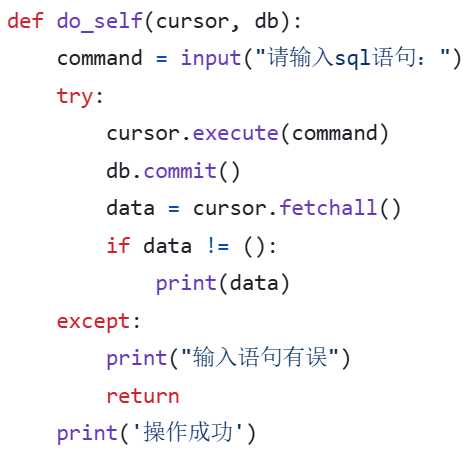 def do_self(cursor, db):
    command = input("请输入sql语句：")
    try:
        cursor.execute(command)
        db.commit()
        data = cursor.fetchall()
        if data != ():
            print(data)
    except:
        print("输入语句有误")
        return
    print('操作成功')